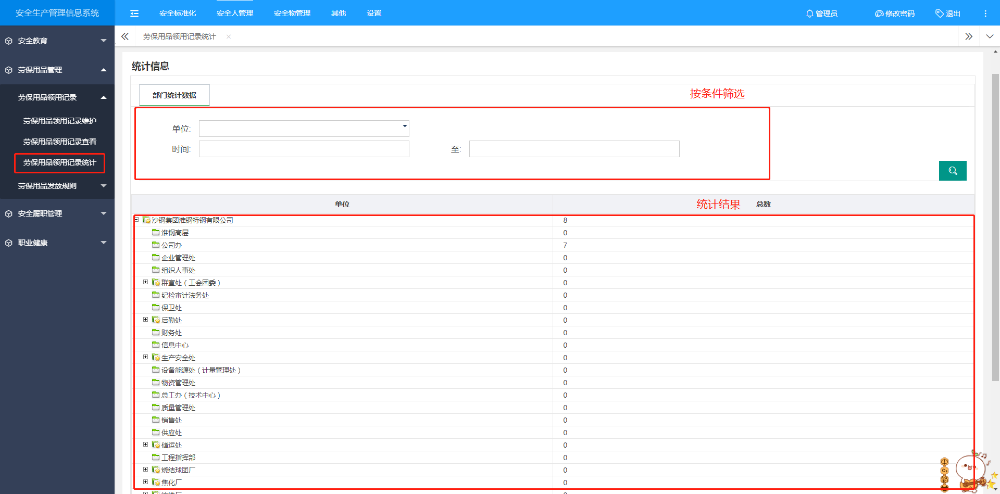 安全生产管理信息系统
安全标准化
安全人管理
安全物管理
其他
设置
管理员
修改密码
退出
安全教育
劳保用品管理
劳保用品领用记录
劳保用品领用记录维护
劳保用品领用记录查看
劳保用品领用记录统计
劳保用品发放规则
安全履职管理
职业健康
劳保用品领用记录统计
统计信息
部门统计数据
按条件筛选
单位:
时间:
至:
单位
统计结果
总数
沙钢集团淮钢特钢有限公司 8
淮钢高层 0
公司办 7
企业管理处 0
组织人事处 0
群宣处（工会团委） 0
纪检审计法务处 0
保卫处 0
后勤处 0
财务处 0
信息中心 0
生产安全处 0
设备能源处（计量管理处） 0
物资管理处 0
总工办（技术中心） 0
质量管理处 0
销售处 0
供应处 0
储运处 0
工程指挥部 0
烧结球团厂 0
焦化厂 0
中
简